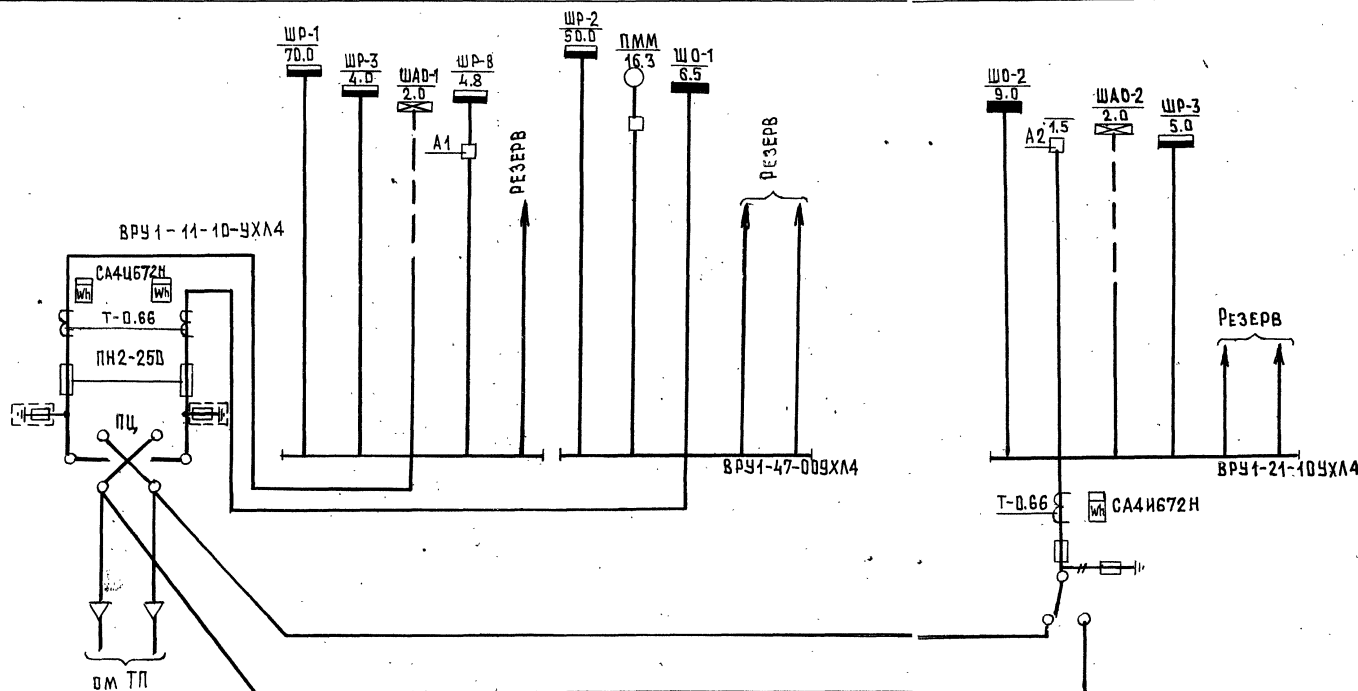 ШР-1
70.0
ШР-3
4.0
ШАО-1
2.0
ШР-8
4.8
А1
РЕЗЕРВ
ШР-2
50.0
ПММ
16.3
ШО-1
6.5
РЕЗЕРВ
ШО-2
9.0
А2
1.5
ШАО-2
2.0
ШР-3
5.0
РЕЗЕРВ
ВРУ1-11-10-УХЛ4
СА4И672Н
Wh
Wh
Т-0.66
ПН2-250
ПЦ
ВРУ1-47-00УХЛ4
ВРУ1-21-10УХЛ4
Т-0.66
Wh
СА4И672Н
от ТП